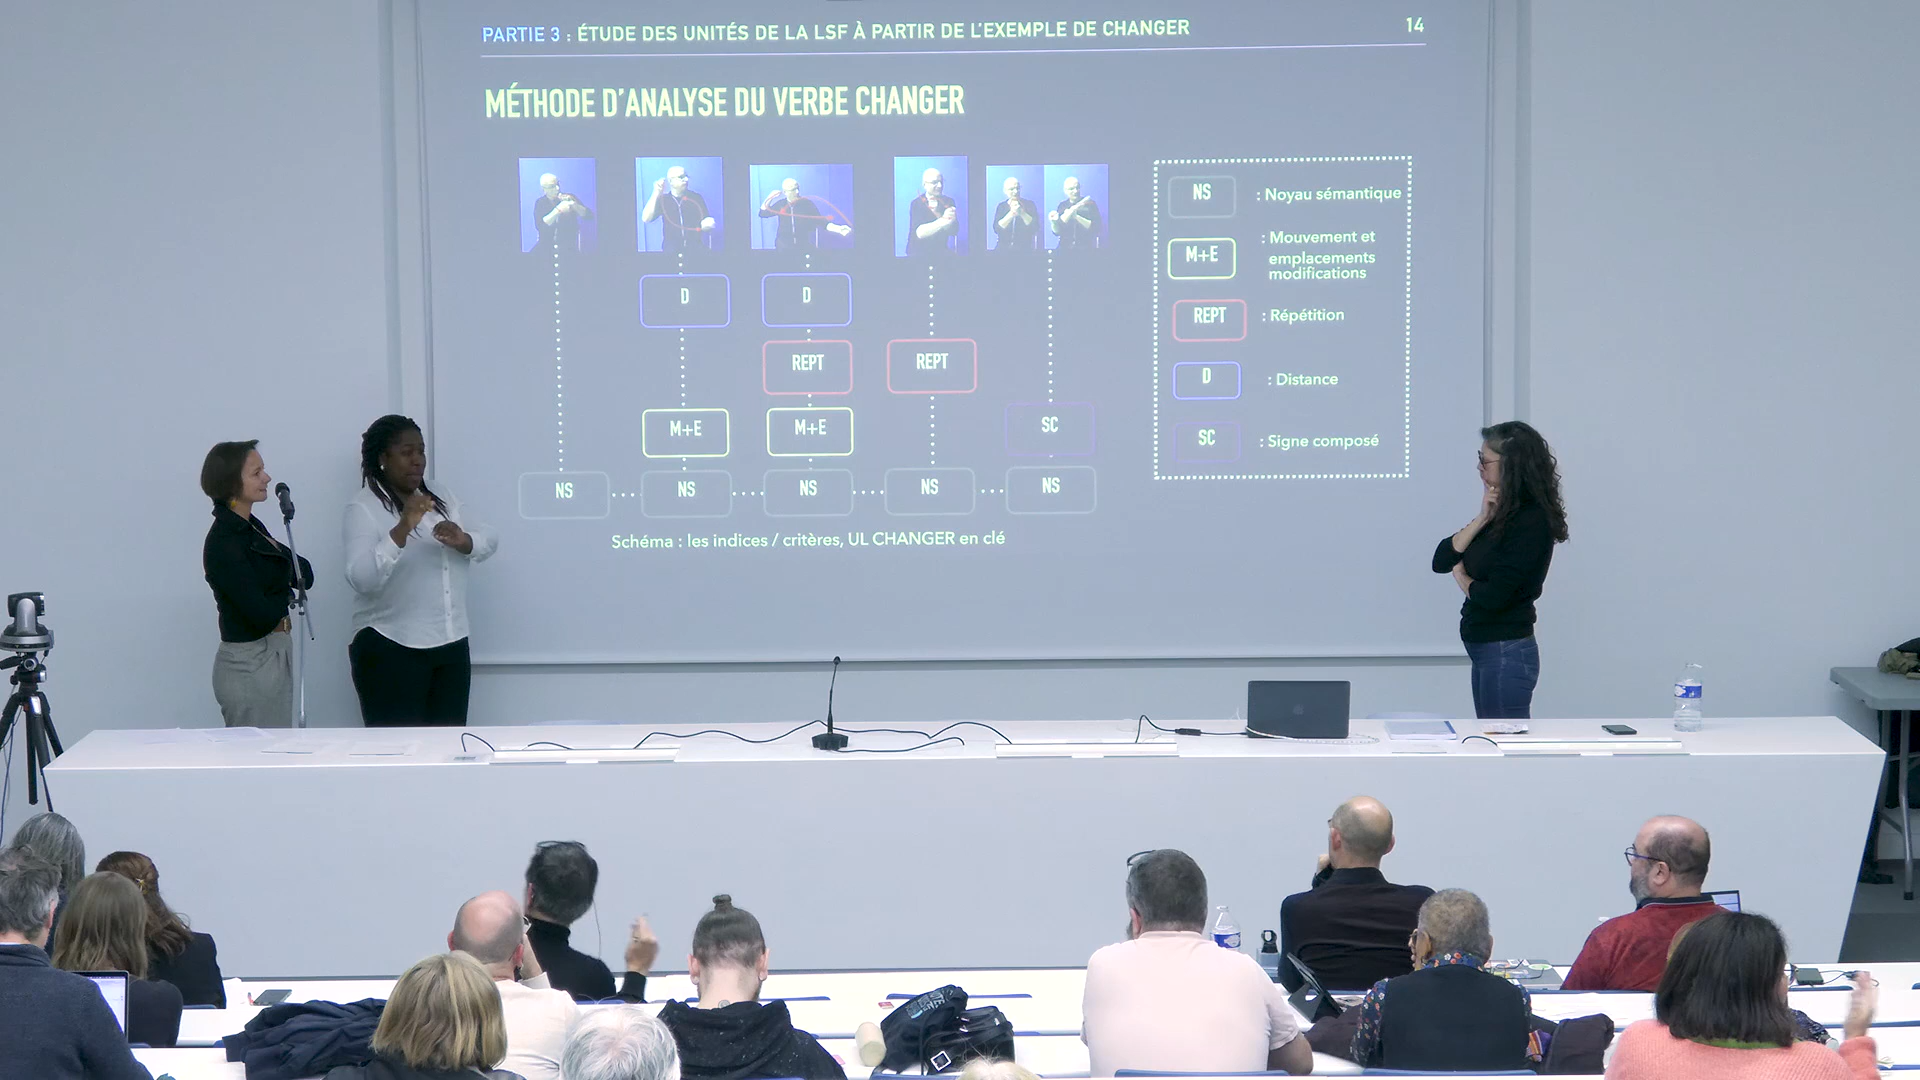 PARTIE 3 : ÉTUDE DES UNITÉS DE LA LSF À PARTIR DE L'EXEMPLE DE CHANGER 14
MÉTHODE D'ANALYSE DU VERBE CHANGER
D D
REPT REPT
M+E M+E SC
NS NS NS NS NS
Schéma : les indices / critères, UL CHANGER en clé
NS : Noyau sémantique
M+E : Mouvement et
emplacements
modifications
REPT : Répétition
D : Distance
SC : Signe composé